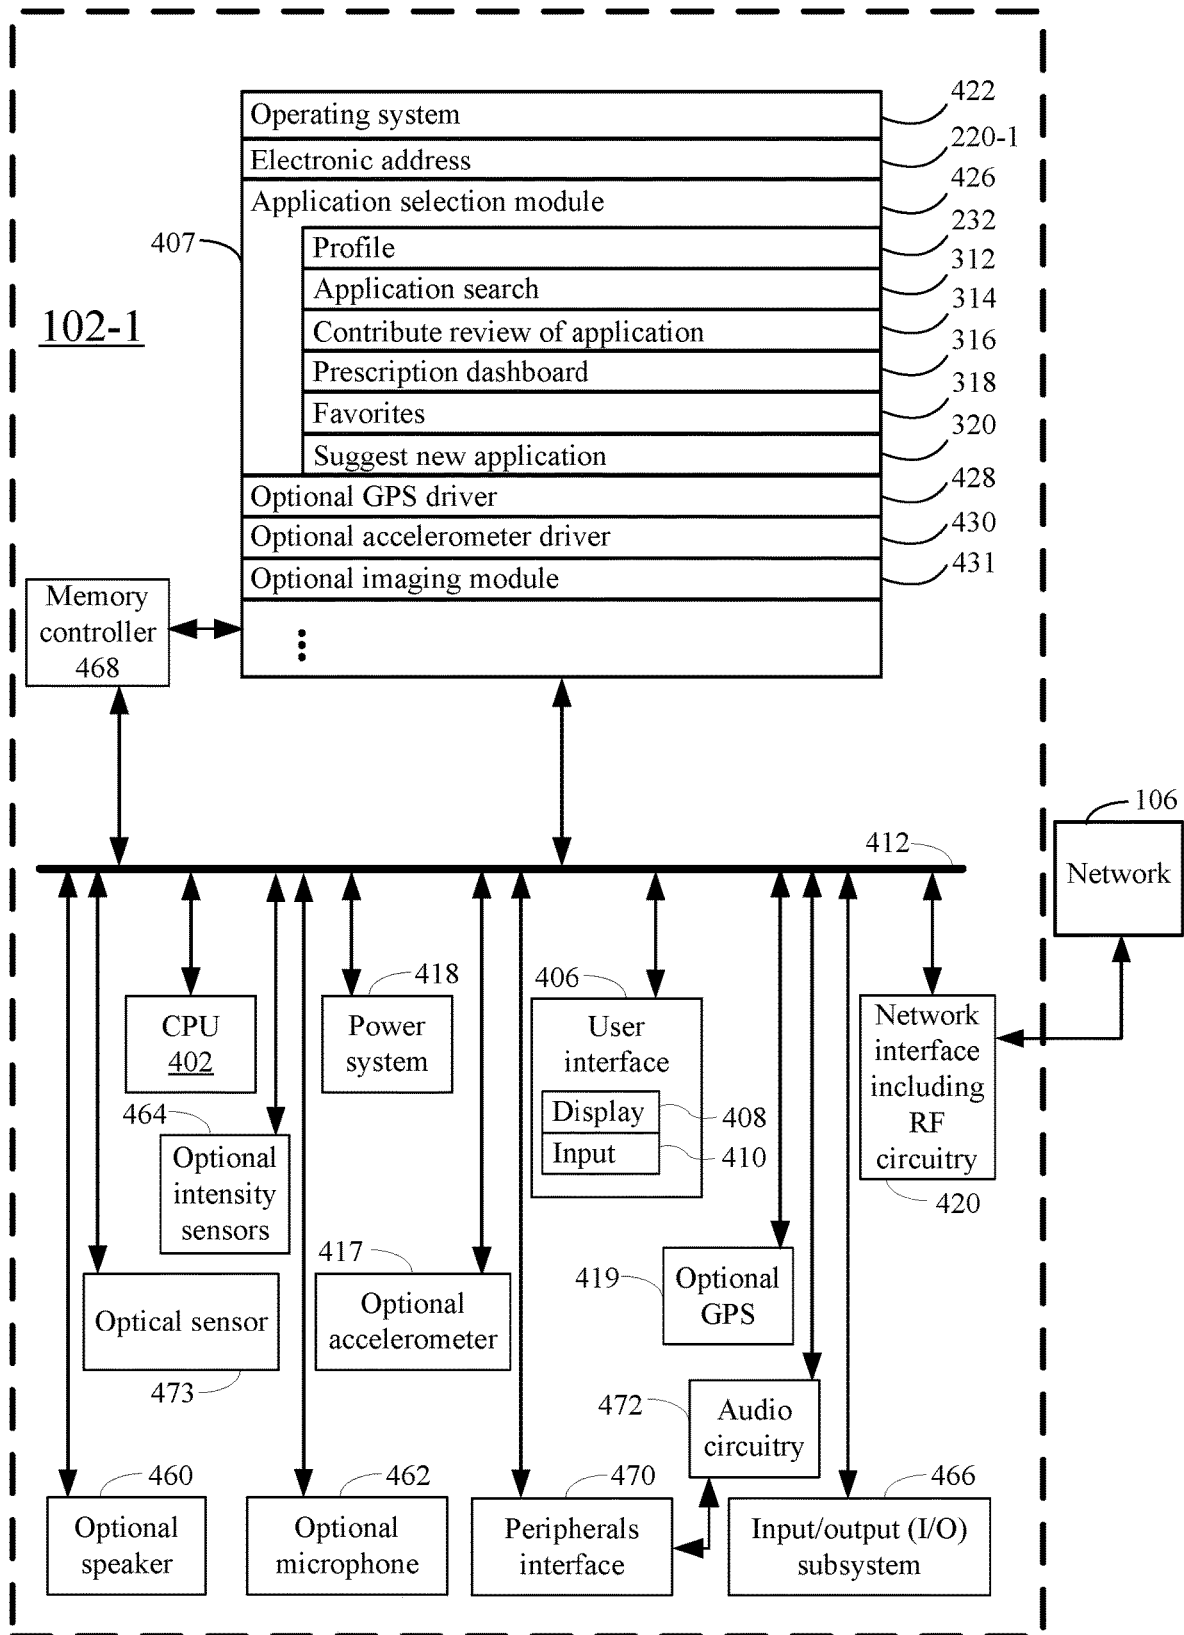 Operating system
422
Electronic address
220-1
Application selection module
426
407
Profile
232
Application search
312
102-1
Contribute review of application
314
Prescription dashboard
316
Favorites
318
Suggest new application
320
Optional GPS driver
428
Optional accelerometer driver
430
Optional imaging module
431
Memory
controller
468
106
Network
412
CPU
402
418
Power
system
406
User
interface
Display
408
Input
410
Network
interface
including
RF
circuitry
420
464
Optional
intensity
sensors
Optical sensor
473
417
Optional
accelerometer
419
Optional
GPS
472
Audio
circuitry
460
Optional
speaker
462
Optional
microphone
470
Peripherals
interface
466
Input/output (I/O)
subsystem